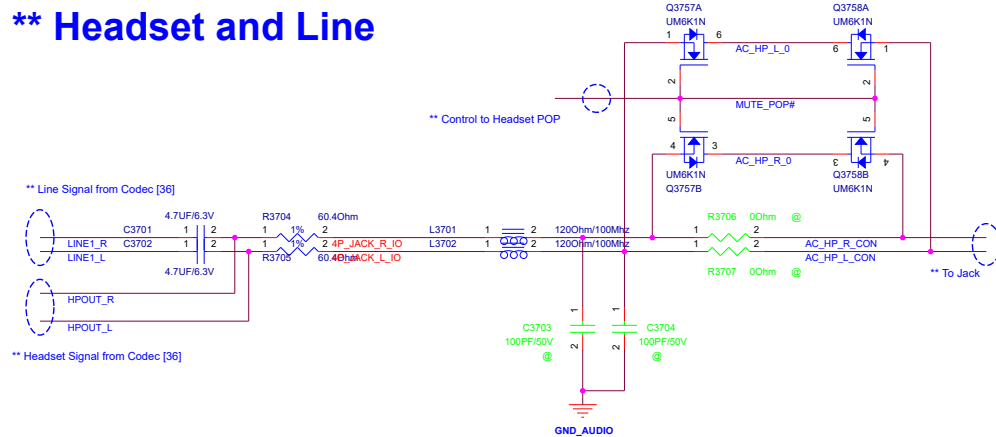 ** Headset and Line
Q3757A
UM6K1N
Q3758A
UM6K1N
1
6
AC_HP_L_0
6
1
2
2
** Control to Headset POP
MUTE_POP#
5
5
4
3
AC_HP_R_0
3
4
UM6K1N
Q3757B
Q3758B
UM6K1N
** Line Signal from Codec [36]
4.7UF/6.3V
R3704
60.4Ohm
R3706
0Ohm
@
C3701
1
2
1
1%
2
L3701
1
2
120Ohm/100Mhz
1
2
LINE1_R
C3702
1
2
1
1%
2
4P_JACK_R_IO
L3702
1
2
120Ohm/100Mhz
1
2
AC_HP_R_CON
LINE1_L
R3705
60.4Ohm
4P_JACK_L_IO
AC_HP_L_CON
4.7UF/6.3V
R3707
0Ohm
@
** To Jack
HPOUT_R
HPOUT_L
1
1
C3703
100PF/50V
@
2
C3704
100PF/50V
@
2
** Headset Signal from Codec [36]
GND_AUDIO